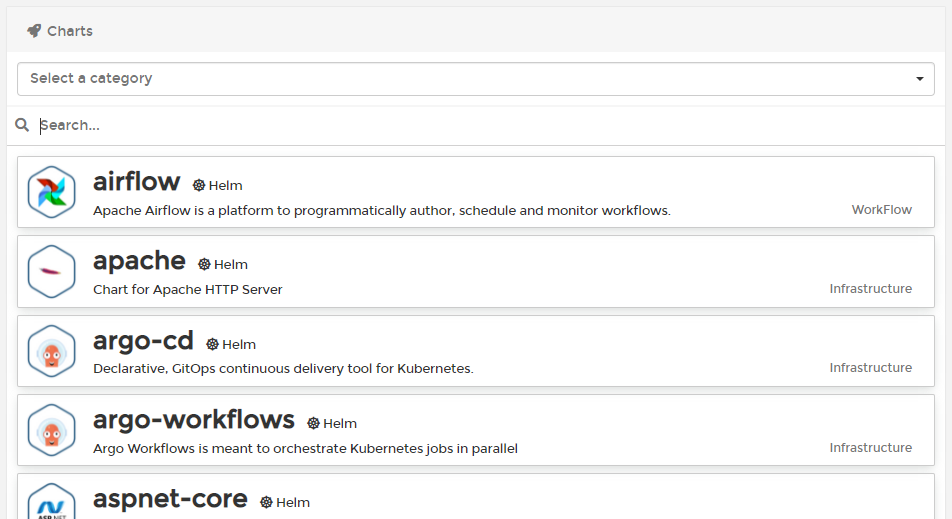 Charts
Select a category
Search...
airflow Helm
Apache Airflow is a platform to programmatically author, schedule and monitor workflows.
WorkFlow
apache Helm
Chart for Apache HTTP Server
Infrastructure
argo-cd Helm
Declarative, GitOps continuous delivery tool for Kubernetes.
Infrastructure
argo-workflows Helm
Argo Workflows is meant to orchestrate Kubernetes jobs in parallel
Infrastructure
aspnet-core Helm
ASP.NET